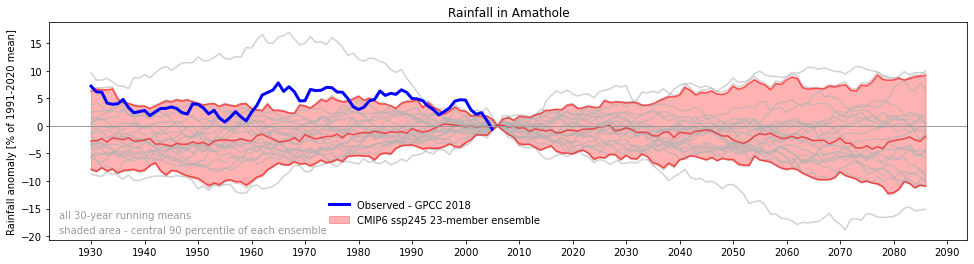 Rainfall in Amathole
Rainfall anomaly [% of 1991-2020 mean]
15
10
5
0
−5
−10
−15
−20
all 30-year running means
shaded area - central 90 percentile of each ensemble
Observed - GPCC 2018
CMIP6 ssp245 23-member ensemble
1930 1940 1950 1960 1970 1980 1990 2000 2010 2020 2030 2040 2050 2060 2070 2080 2090